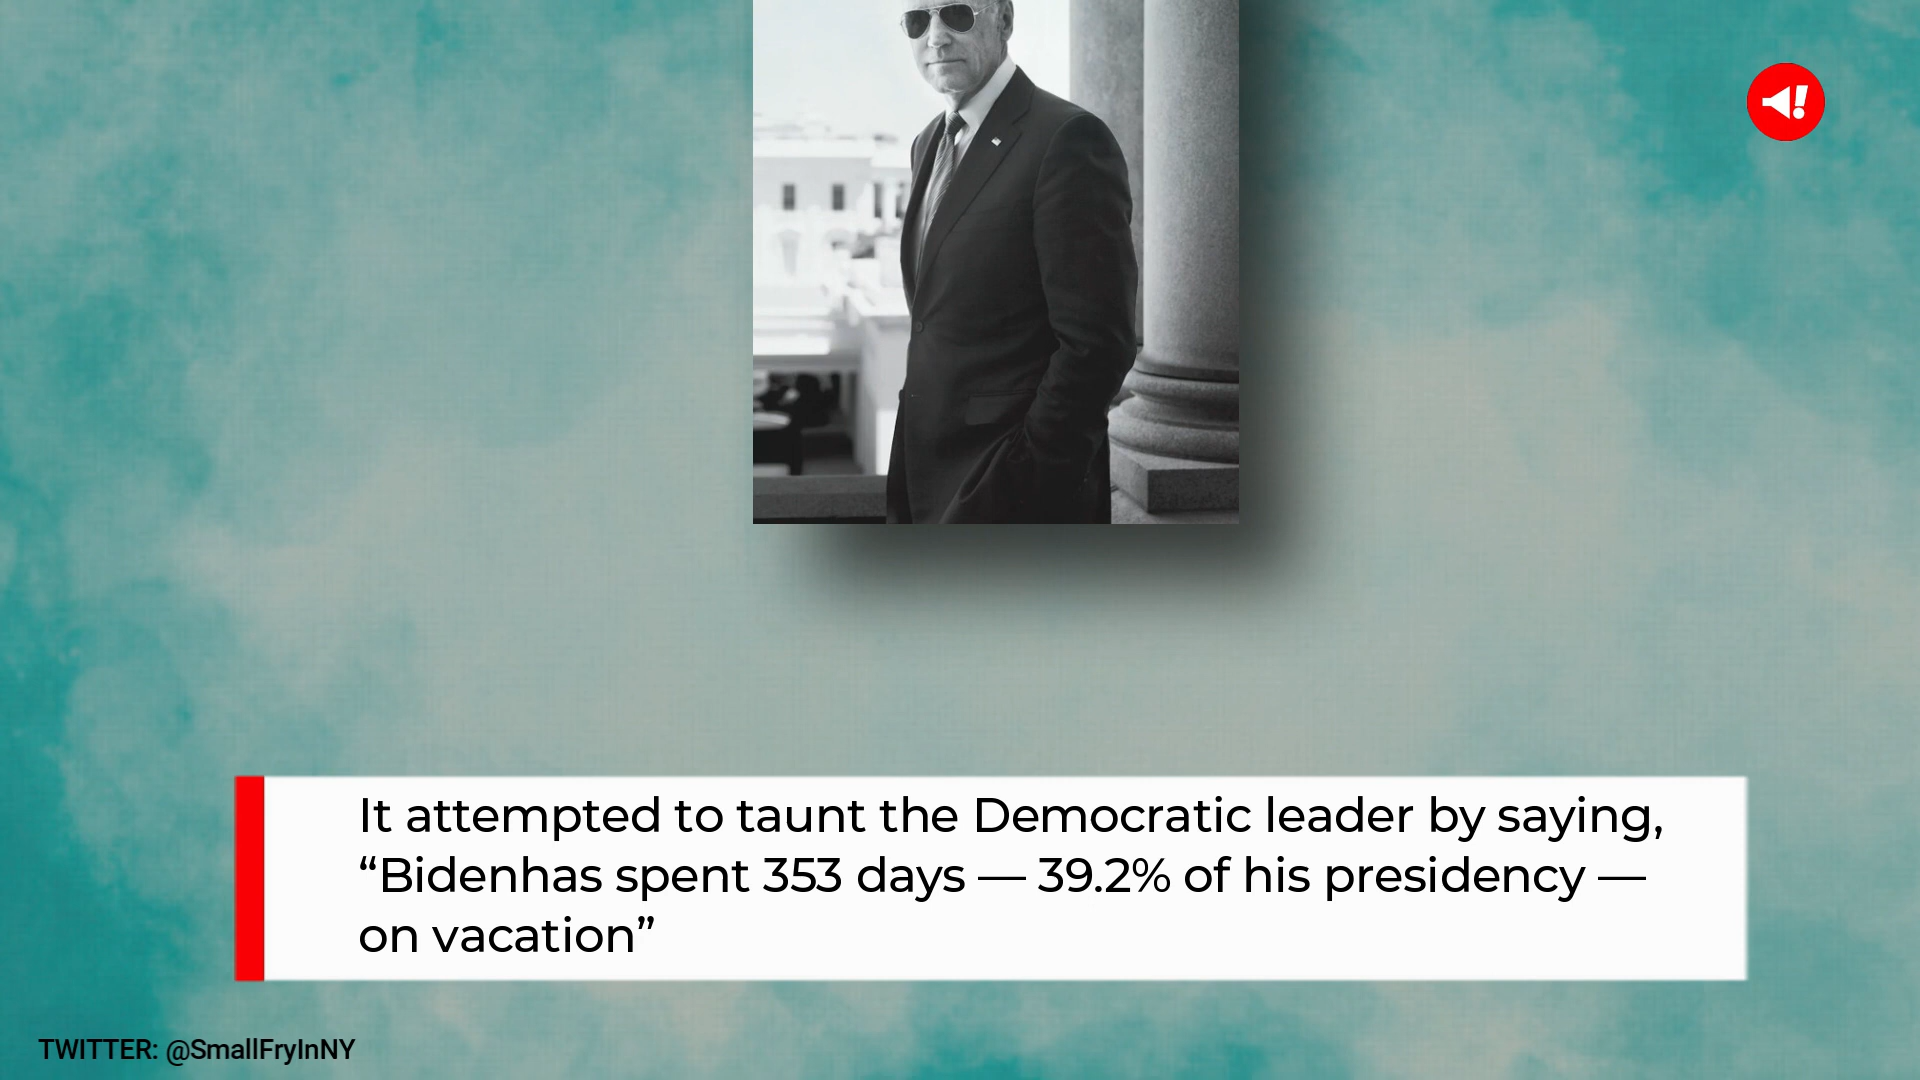 It attempted to taunt the Democratic leader by saying,
“Bidenhas spent 353 days — 39.2% of his presidency —
on vacation”
TWITTER: @SmallFryInNY